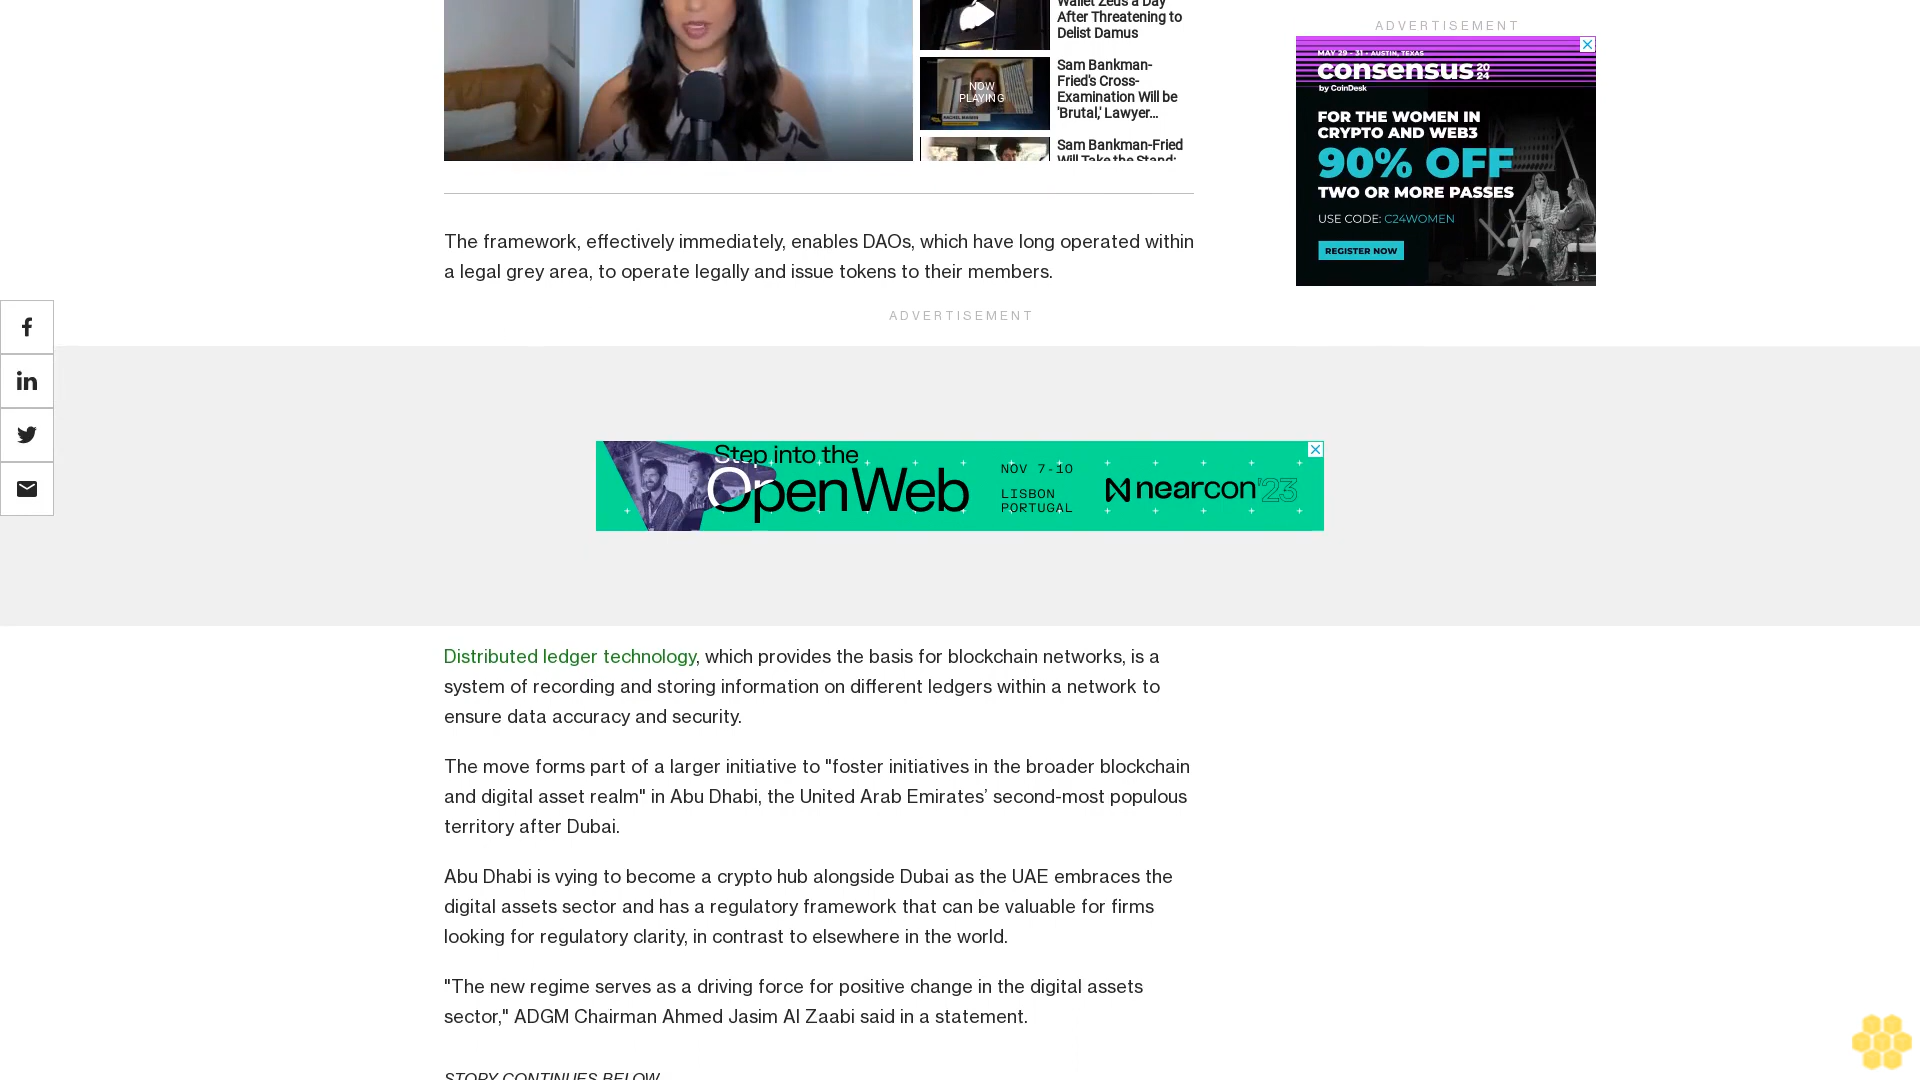 Wallet Zeus a Day
After Threatening to
Delist Damus
NOW
PLAYING
Sam Bankman-
Fried's Cross-
Examination Will be
'Brutal,' Lawyer...
Sam Bankman-Fried
Will Take the Stand:
ADVERTISEMENT
MAY 29 - 31 • AUSTIN, TEXAS
consensus 20
24
by CoinDesk
FOR THE WOMEN IN
CRYPTO AND WEB3
90% OFF
TWO OR MORE PASSES
USE CODE: C24WOMEN
REGISTER NOW
The framework, effectively immediately, enables DAOs, which have long operated within
a legal grey area, to operate legally and issue tokens to their members.
ADVERTISEMENT
Step into the
OpenWeb
NOV 7-10
LISBON
PORTUGAL
nearcon'23
Distributed ledger technology, which provides the basis for blockchain networks, is a
system of recording and storing information on different ledgers within a network to
ensure data accuracy and security.
The move forms part of a larger initiative to "foster initiatives in the broader blockchain
and digital asset realm" in Abu Dhabi, the United Arab Emirates’ second-most populous
territory after Dubai.
Abu Dhabi is vying to become a crypto hub alongside Dubai as the UAE embraces the
digital assets sector and has a regulatory framework that can be valuable for firms
looking for regulatory clarity, in contrast to elsewhere in the world.
"The new regime serves as a driving force for positive change in the digital assets
sector," ADGM Chairman Ahmed Jasim Al Zaabi said in a statement.
STORY CONTINUES BELOW